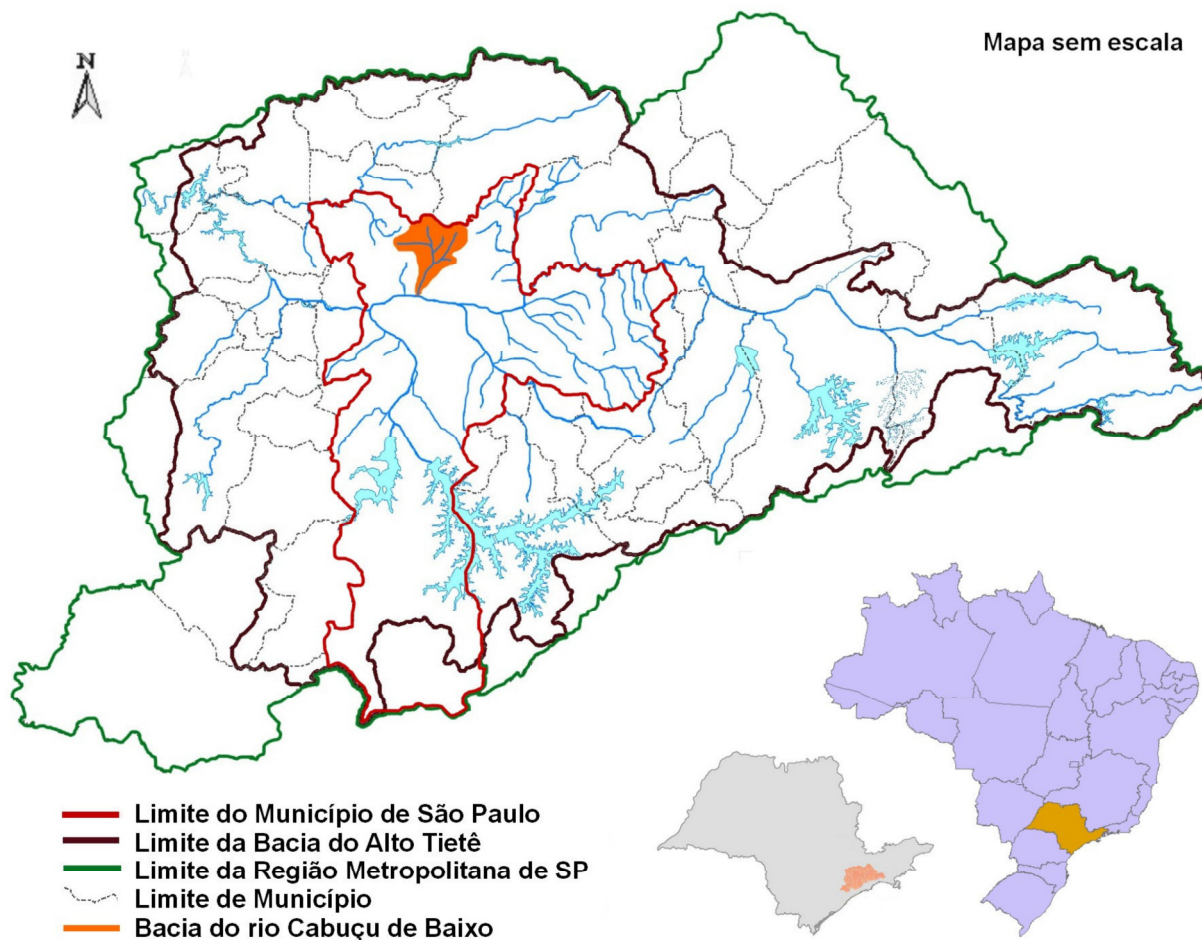 Mapa sem escala
N
Limite do Município de São Paulo
Limite da Bacia do Alto Tietê
Limite da Região Metropolitana de SP
Limite de Município
Bacia do rio Cabuçu de Baixo